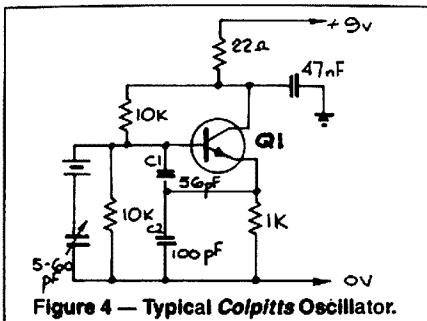 +9v
22Ω
47nF
10K
Q1
C1
56pF
10K
C2
100pF
1K
5-60
pF
0V
Figure 4 — Typical Colpitts Oscillator.